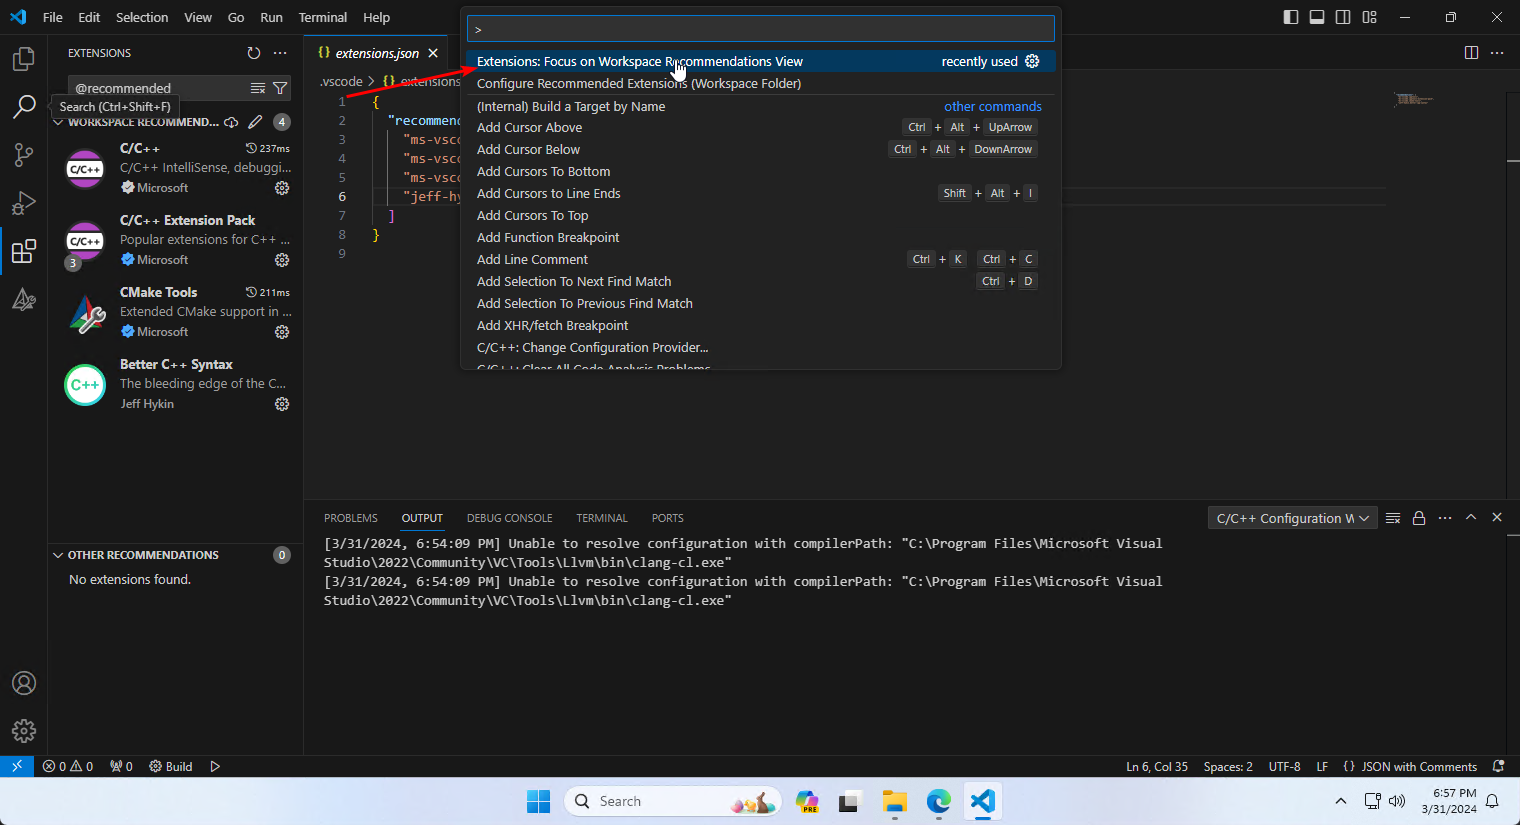 File Edit Selection View Go Run Terminal Help
>
Extensions: Focus on Workspace Recommendations View recently used
Configure Recommended Extensions (Workspace Folder)
(Internal) Build a Target by Name other commands
Add Cursor Above Ctrl + Alt + UpArrow
Add Cursor Below Ctrl + Alt + DownArrow
Add Cursors To Bottom
Add Cursors to Line Ends Shift + Alt + I
Add Cursors To Top
Add Function Breakpoint
Add Line Comment Ctrl + K Ctrl + C
Add Selection To Next Find Match Ctrl + D
Add Selection To Previous Find Match
Add XHR/fetch Breakpoint
C/C++: Change Configuration Provider...
C/C++: Clear All Code Analysis Problems
EXTENSIONS
@recommended
Search (Ctrl+Shift+F)
WORKSPACE RECOMMEND... 4
C/C++ 237ms
C/C++ IntelliSense, debuggi...
Microsoft
C/C++
C/C++ Extension Pack
Popular extensions for C++ ...
Microsoft
C/C++
3
CMake Tools 211ms
Extended CMake support in ...
Microsoft
Better C++ Syntax
The bleeding edge of the C...
Jeff Hykin
C++
OTHER RECOMMENDATIONS 0
No extensions found.
{} extensions.json
.vscode > {} extensions
1 {
2 "recommend
3 "ms-vsco
4 "ms-vsco
5 "ms-vsco
6 "jeff-hy
7 ]
8 }
9
PROBLEMS OUTPUT DEBUG CONSOLE TERMINAL PORTS
C/C++ Configuration W
[3/31/2024, 6:54:09 PM] Unable to resolve configuration with compilerPath: "C:\Program Files\Microsoft Visual
Studio\2022\Community\VC\Tools\Llvm\bin\clang-cl.exe"
[3/31/2024, 6:54:09 PM] Unable to resolve configuration with compilerPath: "C:\Program Files\Microsoft Visual
Studio\2022\Community\VC\Tools\Llvm\bin\clang-cl.exe"
0 0 0 Build
Ln 6, Col 35 Spaces: 2 UTF-8 LF {} JSON with Comments
Search
PRE
6:57 PM
3/31/2024